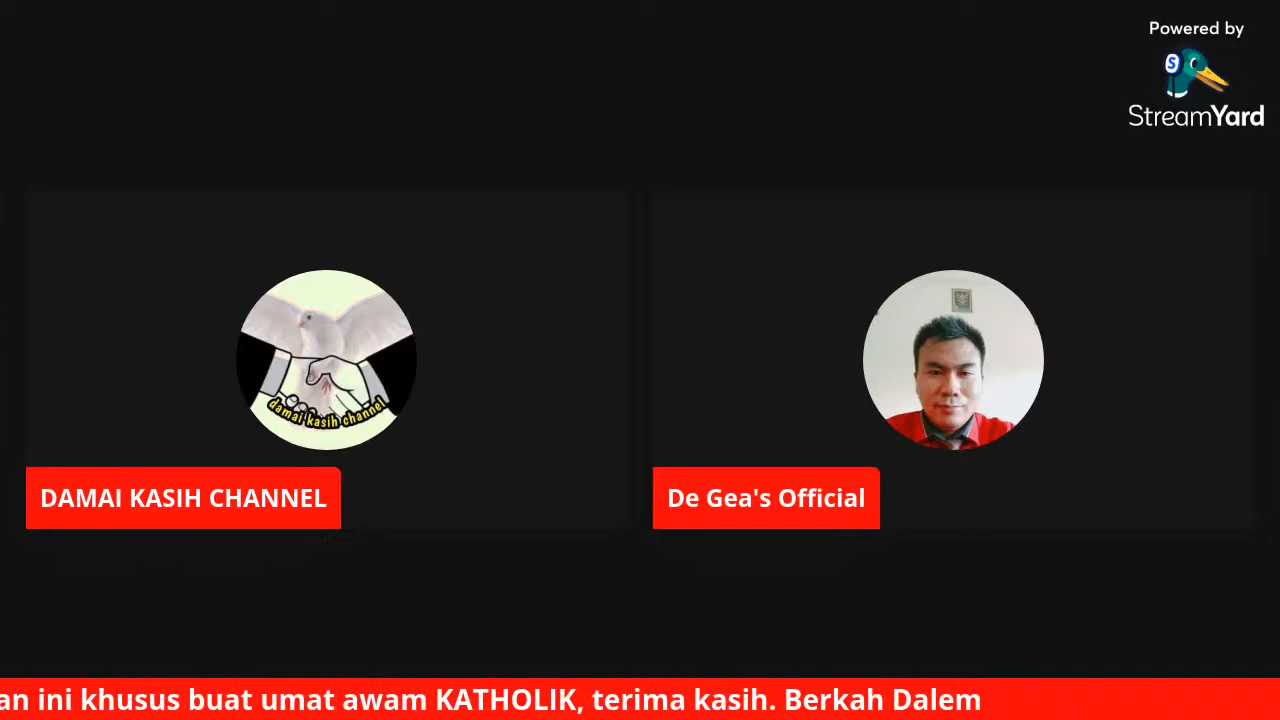 Powered by
S
StreamYard
damai kasih channel
DAMAI KASIH CHANNEL
De Gea's Official
an ini khusus buat umat awam KATHOLIK, terima kasih. Berkah Dalem